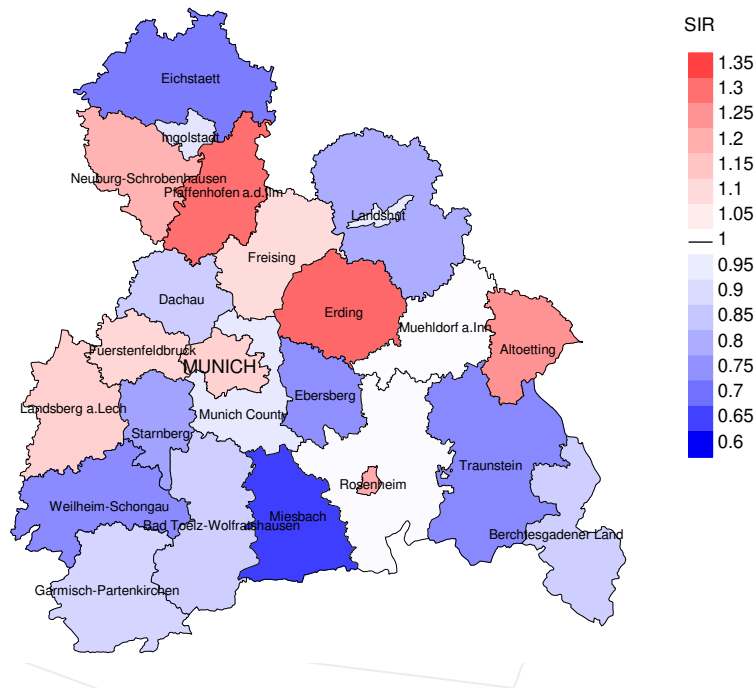 SIR
1.35
1.3
1.25
1.2
1.15
1.1
1.05
1
0.95
0.9
0.85
0.8
0.75
0.7
0.65
0.6
Eichstaett
Ingolstadt
Neuburg-Schrobenhausen
Pfaffenhofen a.d.Ilm
Landshut
Freising
Dachau
Erding
Muehldorf a.Inn
Altoetting
Fuerstenfeldbruck
MUNICH
Ebersberg
Landsberg a.Lech
Munich County
Starnberg
Traunstein
Rosenheim
Weilheim-Schongau
Miesbach
Bad Toelz-Wolfratshausen
Berchtesgadener Land
Garmisch-Partenkirchen